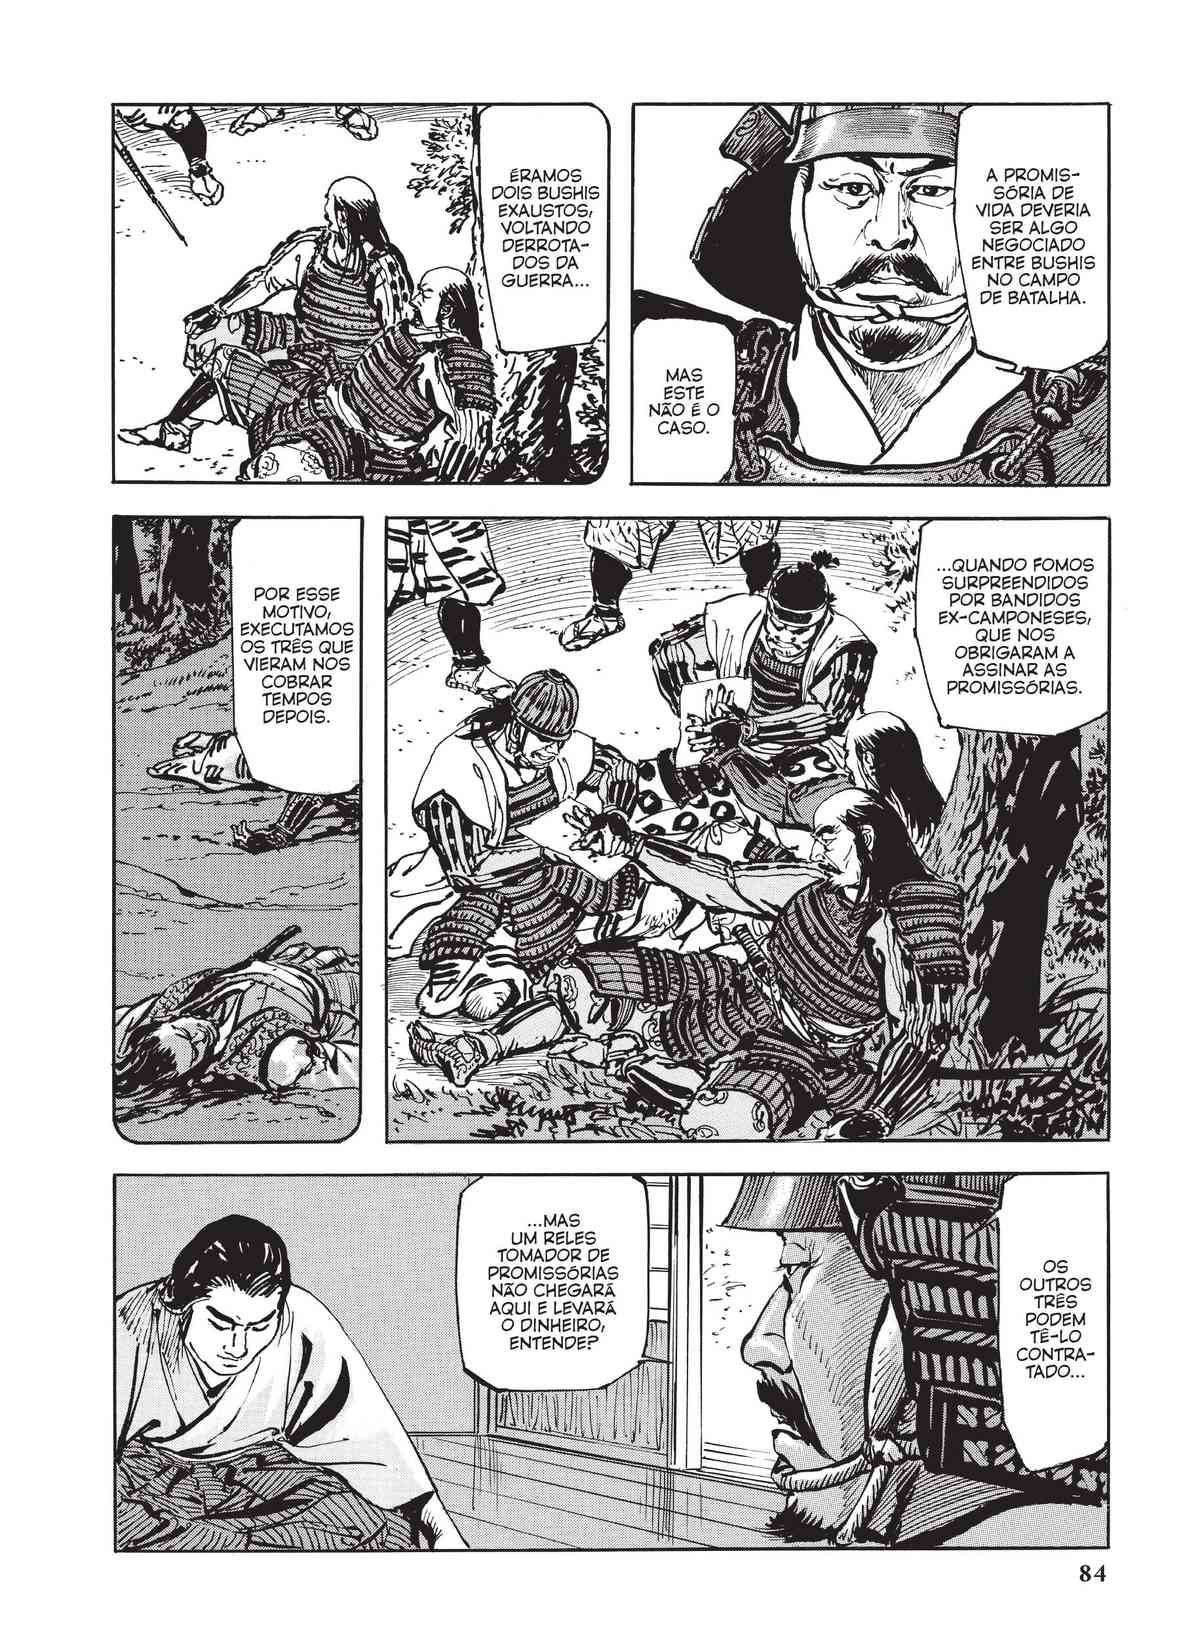 A PROMIS-
SÓRIA DE
VIDA DEVERIA
SER ALGO
NEGOCIADO
ENTRE BUSHIS
NO CAMPO
DE BATALHA.
MAS
ESTE
NÃO É O
CASO.
ÉRAMOS
DOIS BUSHIS
EXAUSTOS,
VOLTANDO
DERROTA-
DOS DA
GUERRA...
...QUANDO FOMOS
SURPREENDIDOS
POR BANDIDOS
EX-CAMPONESES,
QUE NOS
OBRIGARAM A
ASSINAR AS
PROMISSÓRIAS.
POR ESSE
MOTIVO,
EXECUTAMOS
OS TRÊS QUE
VIERAM NOS
COBRAR
TEMPOS
DEPOIS.
OS
OUTROS
TRÊS
PODEM
TÊ-LO
CONTRA-
TADO...
...MAS
UM RELES
TOMADOR DE
PROMISSÓRIAS
NÃO CHEGARÁ
AQUI E LEVARÁ
O DINHEIRO,
ENTENDE?
84